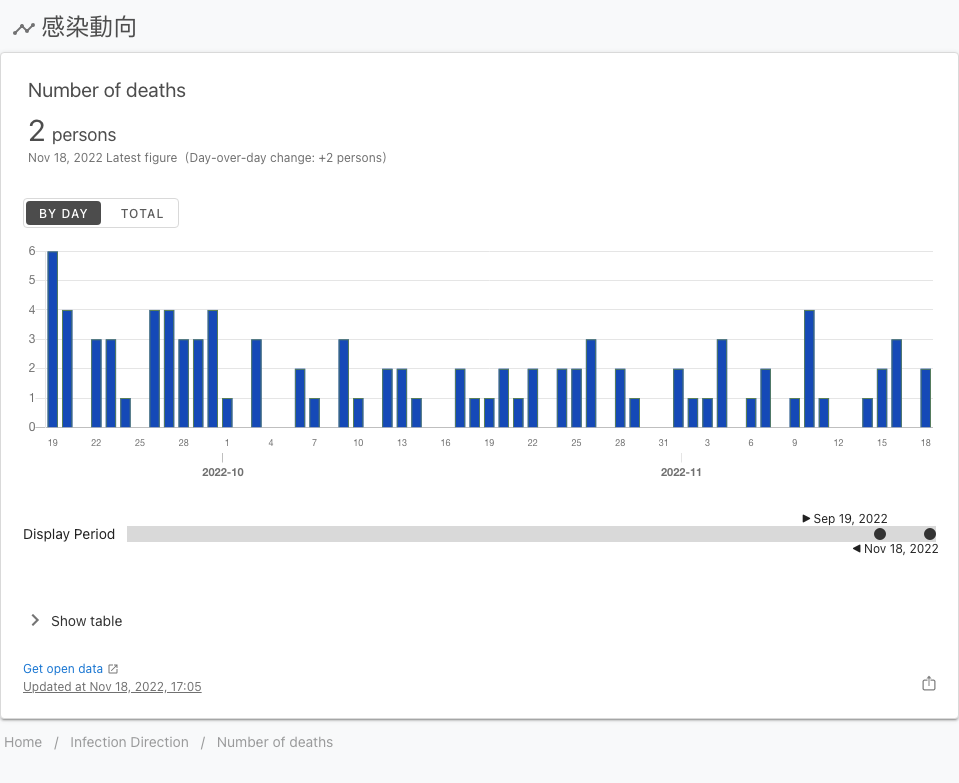 感染動向
Number of deaths
2 persons
Nov 18, 2022 Latest figure (Day-over-day change: +2 persons)
BY DAY TOTAL
6
5
4
3
2
1
0
19 22 25 28 1 4 7 10 13 16 19 22 25 28 31 3 6 9 12 15 18
2022-10 2022-11
Sep 19, 2022
Display Period
Nov 18, 2022
Show table
Get open data
Updated at Nov 18, 2022, 17:05
Home / Infection Direction / Number of deaths